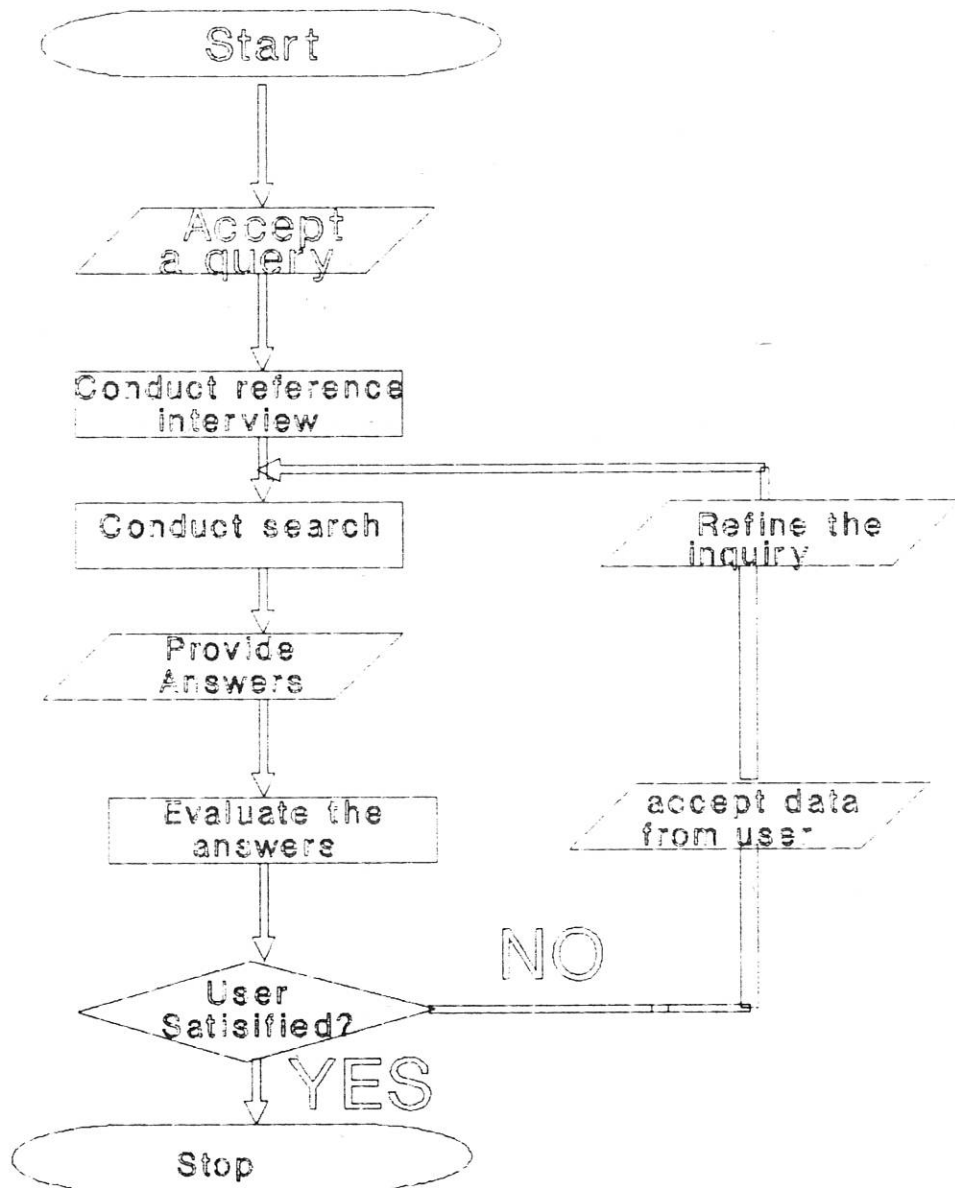 Start
Accept
a query
Conduct reference
interview
Conduct search
Refine the
inquiry
Provide
Answers
Evaluate the
answers
accept data
from user
NO
User
Satisified?
YES
Stop